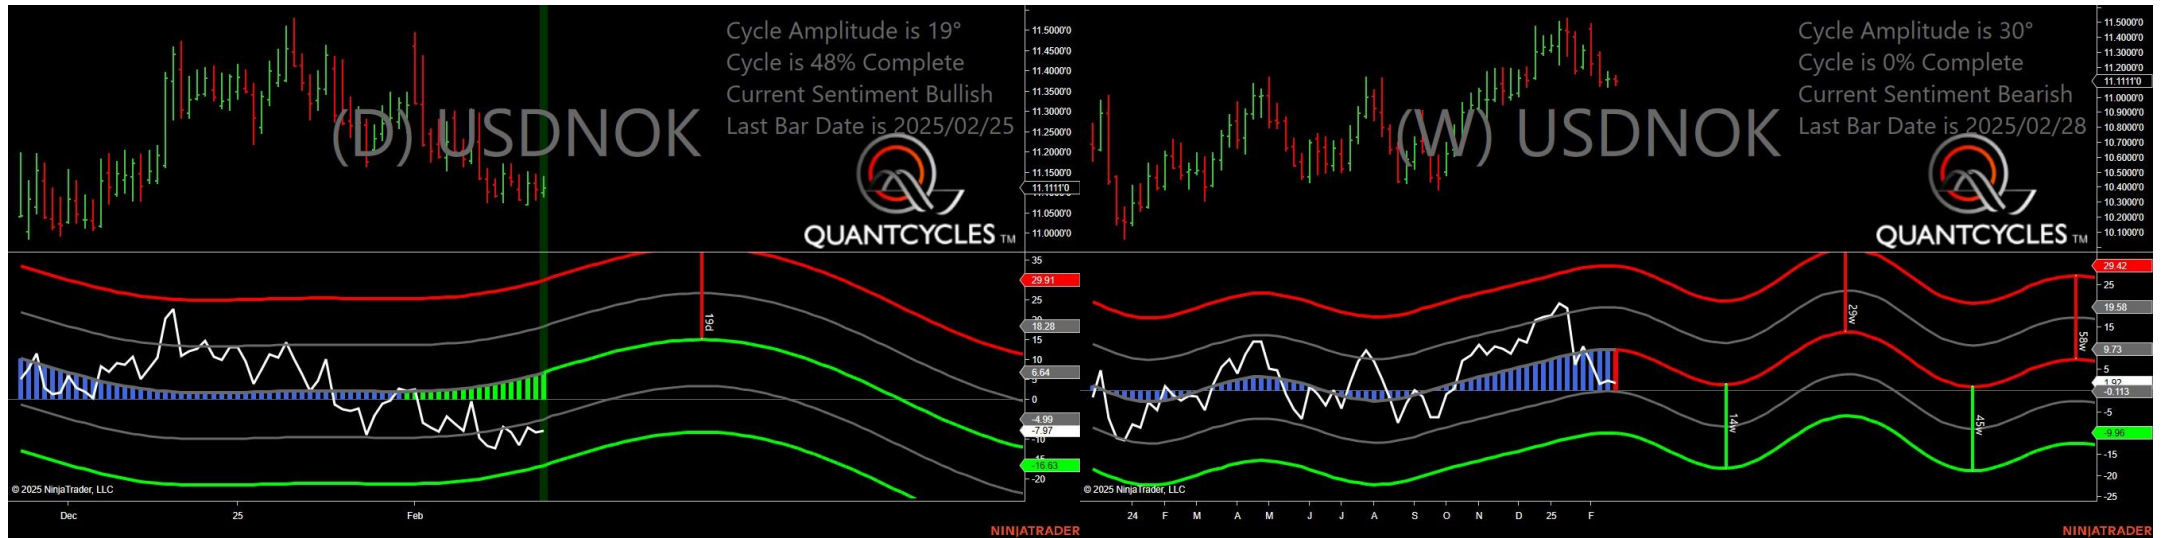 Cycle Amplitude is 19°
Cycle is 48% Complete
Current Sentiment Bullish
Last Bar Date is 2025/02/25
(D) USDNOK
QUANTCYCLES TM
11.5000'0
11.4500'0
11.4000'0
11.3500'0
11.3000'0
11.2500'0
11.2000'0
11.1500'0
11.1111'0
11.0500'0
11.0000'0
35
29.91
25
18.28
15
10
6.64
0
-4.99
-7.97
-10
-16.63
-20
19d
© 2025 NinjaTrader, LLC
Dec
25
Feb
NINJATRADER
Cycle Amplitude is 30°
Cycle is 0% Complete
Current Sentiment Bearish
Last Bar Date is 2025/02/28
(W) USDNOK
QUANTCYCLES TM
11.5000'0
11.4000'0
11.3000'0
11.2000'0
11.1111'0
11.0000'0
10.9000'0
10.8000'0
10.7000'0
10.6000'0
10.5000'0
10.4000'0
10.3000'0
10.2000'0
10.1000'0
29.42
25
19.58
15
9.73
5
1.92
-0.113
-5
-9.96
-15
-20
-25
14w
29w
45w
58w
© 2025 NinjaTrader, LLC
24
F
M
A
M
J
J
A
S
O
N
D
25
F
NINJATRADER